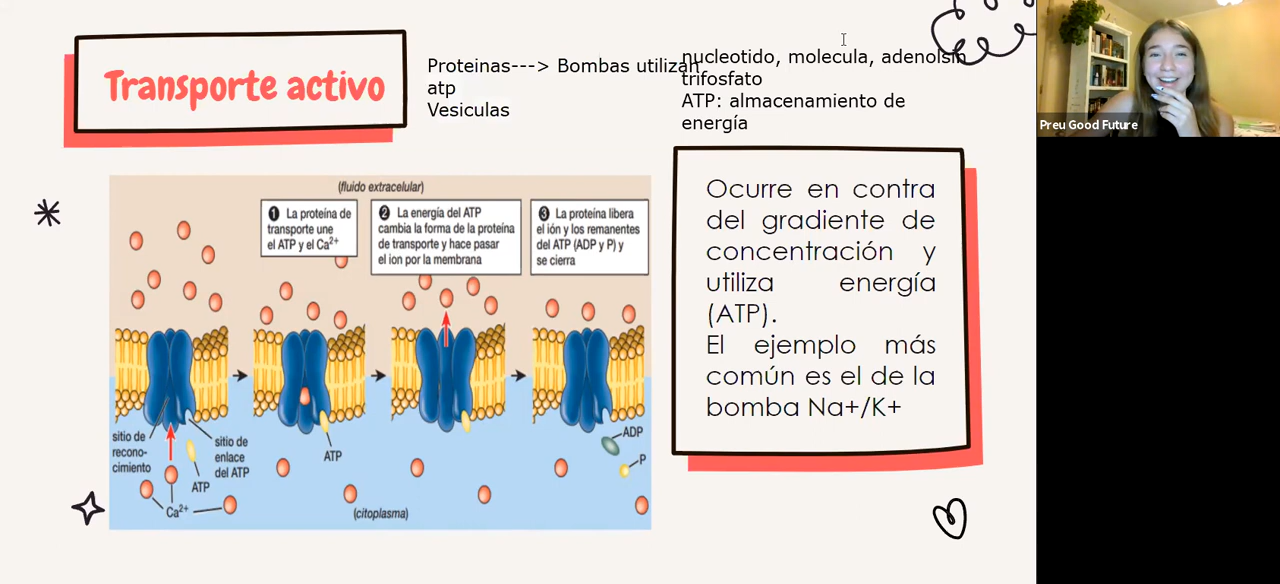 Transporte activo
Proteinas---> Bombas utilizan
atp
Vesiculas
nucleotido, molecula, adenolsin
trifosfato
ATP: almacenamiento de
energía
Preu Good Future
(fluido extracelular)
1 La proteína de
transporte une
el ATP y el Ca2+
2 La energía del ATP
cambia la forma de la proteína
de transporte y hace pasar
el ion por la membrana
3 La proteína libera
el ión y los remanentes
del ATP (ADP y P) y
se cierra
sitio de
recono-
cimiento
sitio de
enlace
del ATP
ATP
Ca2+
ATP
ADP
P
(citoplasma)
Ocurre en contra
del gradiente de
concentración y
utiliza energía
(ATP).
El ejemplo más
común es el de la
bomba Na+/K+